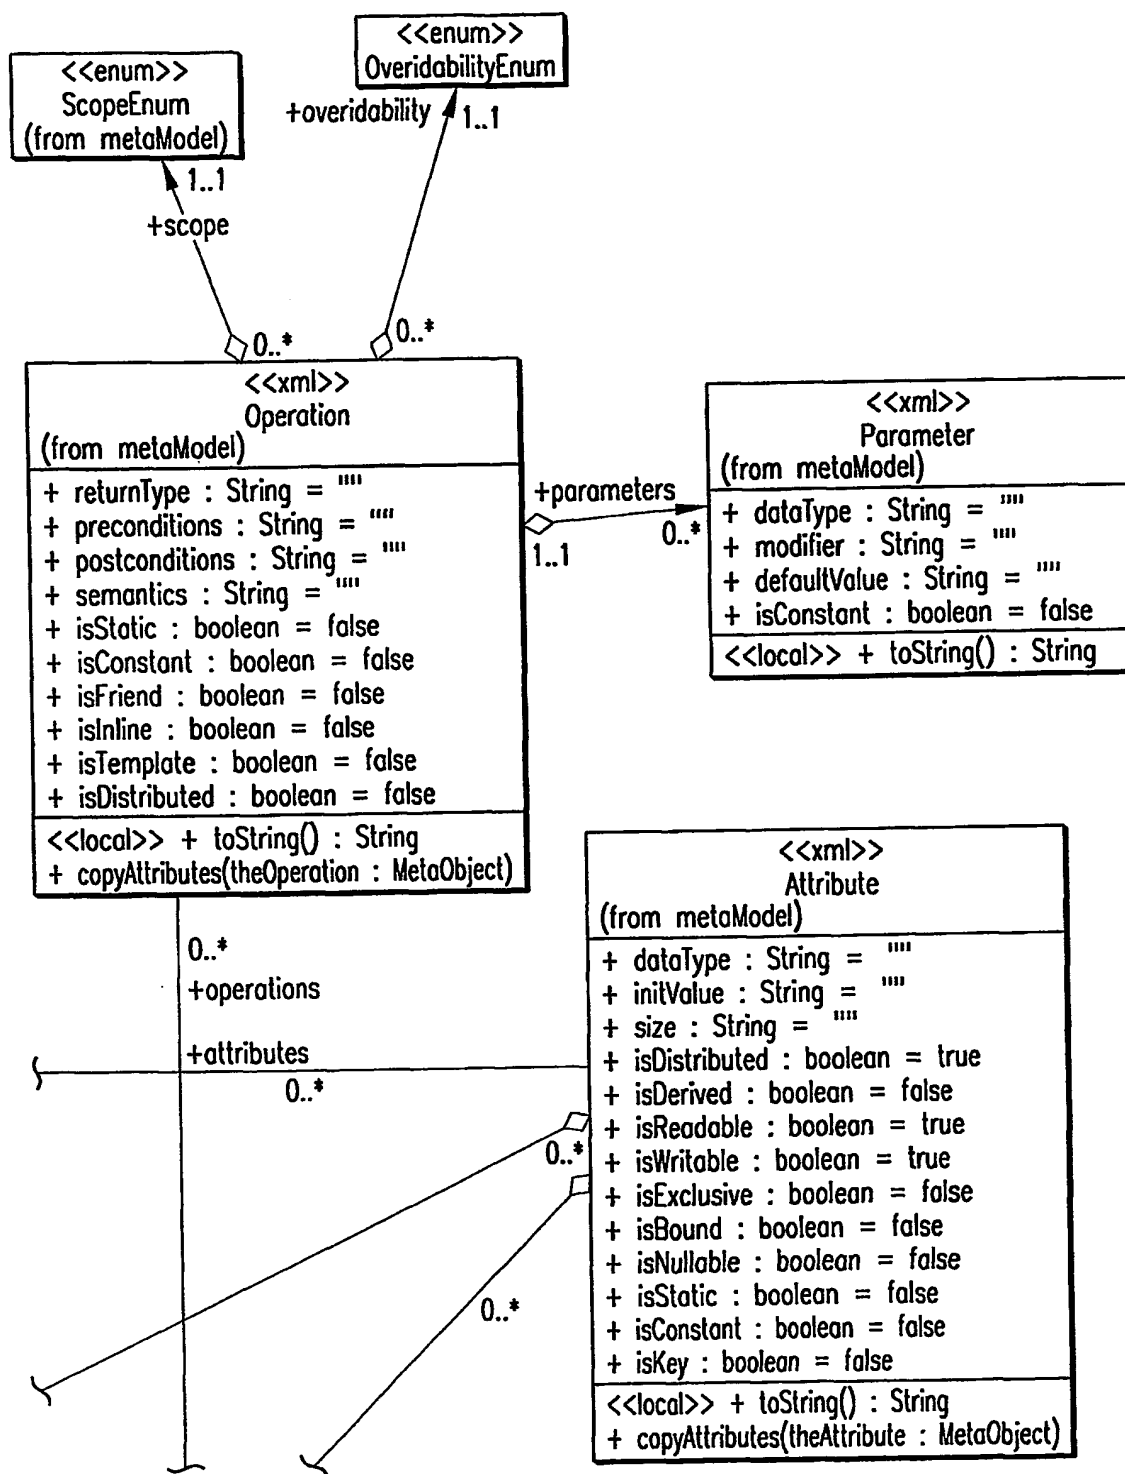 <<enum>>
ScopeEnum
(from metaModel)
<<enum>>
OveridabilityEnum
+overidability
1..1
1..1
+scope
0..*
0..*
<<xml>>
Operation
(from metaModel)
+ returnType : String = ""
+ preconditions : String = ""
+ postconditions : String = ""
+ semantics : String = ""
+ isStatic : boolean = false
+ isConstant : boolean = false
+ isFriend : boolean = false
+ isInline : boolean = false
+ isTemplate : boolean = false
+ isDistributed : boolean = false
<<local>> + toString() : String
+ copyAttributes(theOperation : MetaObject)
+parameters
1..1
0..*
<<xml>>
Parameter
(from metaModel)
+ dataType : String = ""
+ modifier : String = ""
+ defaultValue : String = ""
+ isConstant : boolean = false
<<local>> + toString() : String
0..*
+operations
+attributes
0..*
0..*
0..*
<<xml>>
Attribute
(from metaModel)
+ dataType : String = ""
+ initValue : String = ""
+ size : String = ""
+ isDistributed : boolean = true
+ isDerived : boolean = false
+ isReadable : boolean = true
+ isWritable : boolean = true
+ isExclusive : boolean = false
+ isBound : boolean = false
+ isNullable : boolean = false
+ isStatic : boolean = false
+ isConstant : boolean = false
+ isKey : boolean = false
<<local>> + toString() : String
+ copyAttributes(theAttribute : MetaObject)